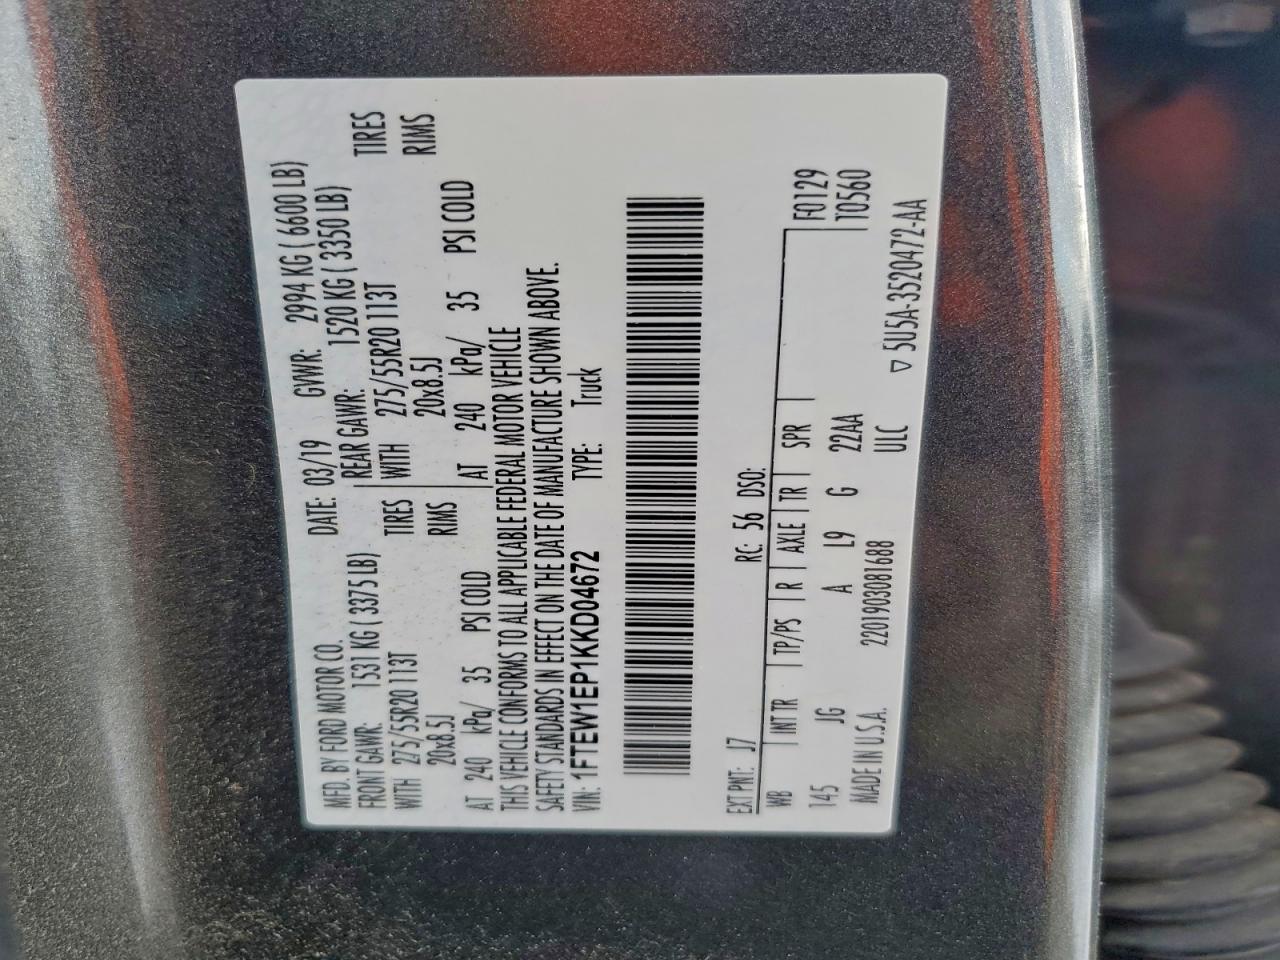 MFD. BY FORD MOTOR CO. DATE: 03/19 GVWR: 2994 KG ( 6600 LB)
FRONT GAWR: 1531 KG ( 3375 LB) REAR GAWR: 1520 KG ( 3350 LB)
WITH 275/55R20 113T TIRES WITH 275/55R20 113T TIRES
20x8.5J RIMS 20x8.5J RIMS
AT 240 kPa/ 35 PSI COLD AT 240 kPa/ 35 PSI COLD
THIS VEHICLE CONFORMS TO ALL APPLICABLE FEDERAL MOTOR VEHICLE
SAFETY STANDARDS IN EFFECT ON THE DATE OF MANUFACTURE SHOWN ABOVE.
VIN: 1FTEW1EP1KKD04672 TYPE: Truck
EXT PNT: J7 RC: 56 DSO:
WB INT TR TP/PS R AXLE TR SPR F0129
145 JG A L9 G 22AA T0560
MADE IN U.S.A. 220190308168​8 ULC
▽ 5U5A-3520472-AA